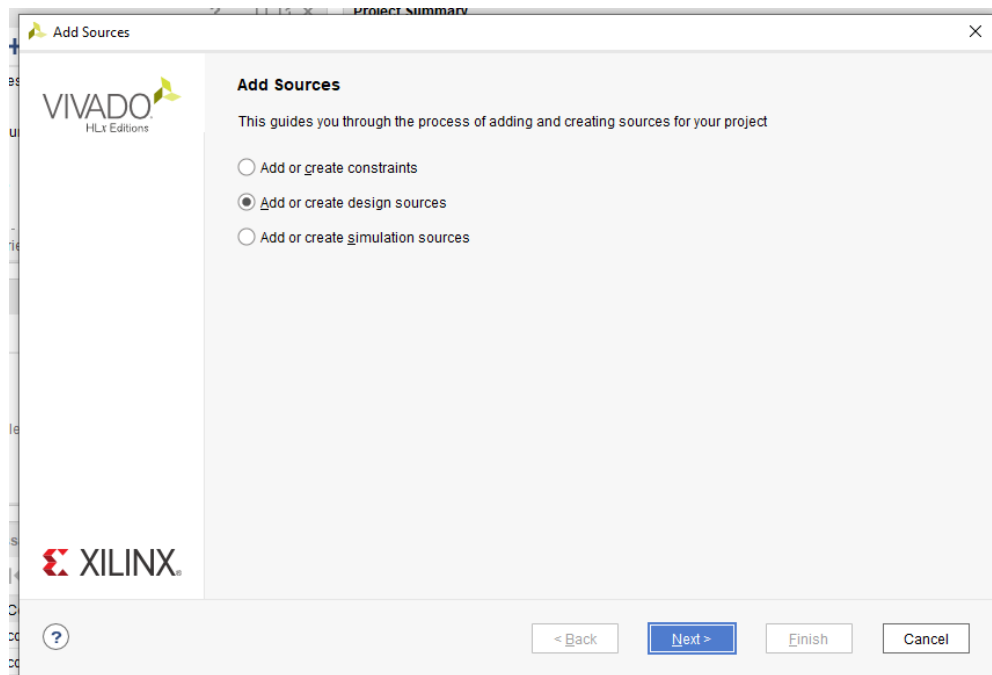 Project Summary
Add Sources
VIVADO.
HLx Editions
Add Sources
This guides you through the process of adding and creating sources for your project
Add or create constraints
Add or create design sources
Add or create simulation sources
XILINX.
?
< Back
Next >
Finish
Cancel